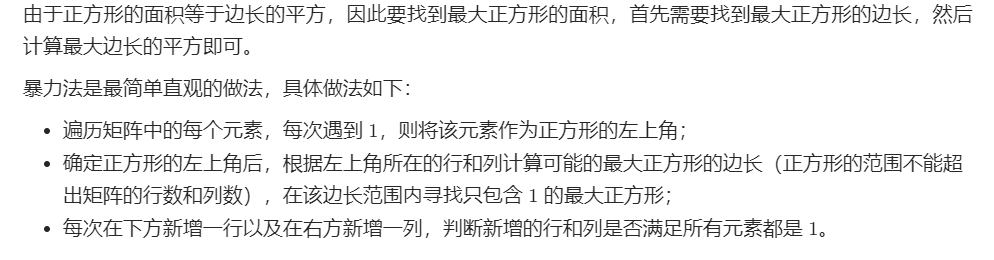 由于正方形的面积等于边长的平方，因此要找到最大正方形的面积，首先需要找到最大正方形的边长，然后
计算最大边长的平方即可。
暴力法是最简单直观的做法，具体做法如下：
• 遍历矩阵中的每个元素，每次遇到 1，则将该元素作为正方形的左上角；
• 确定正方形的左上角后，根据左上角所在的行和列计算可能的最大正方形的边长（正方形的范围不能超
出矩阵的行数和列数），在该边长范围内寻找只包含 1 的最大正方形；
• 每次在下方新增一行以及在右方新增一列，判断新增的行和列是否满足所有元素都是 1。